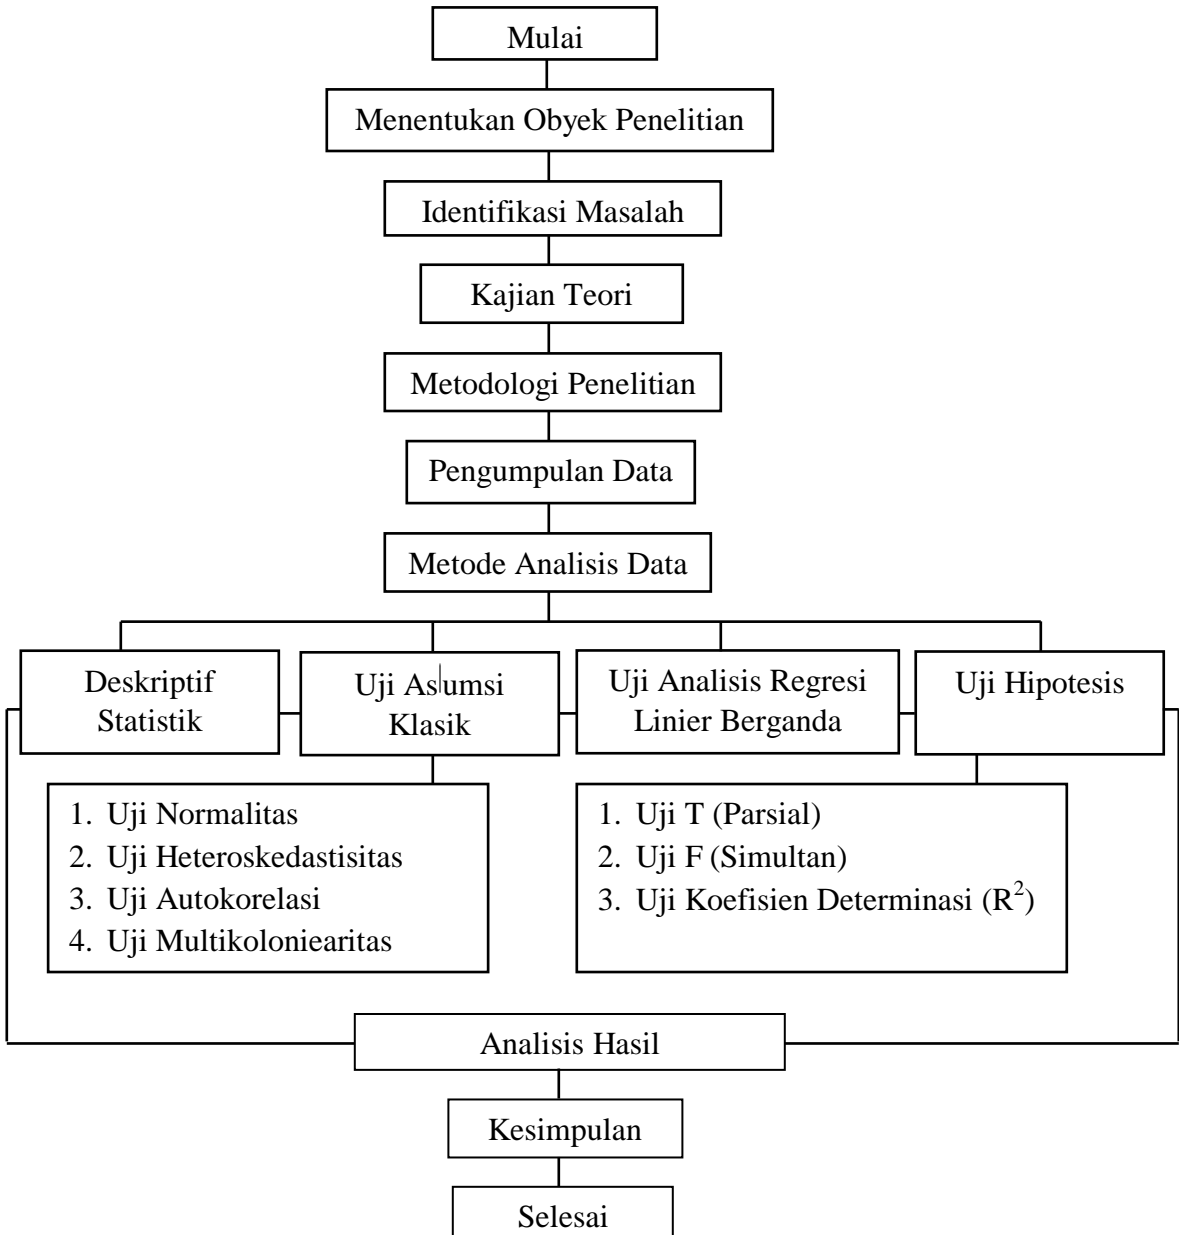 Mulai
Menentukan Obyek Penelitian
Identifikasi Masalah
Kajian Teori
Metodologi Penelitian
Pengumpulan Data
Metode Analisis Data
Deskriptif
Statistik
Uji Asumsi
Klasik
Uji Analisis Regresi
Linier Berganda
Uji Hipotesis
1. Uji Normalitas
2. Uji Heteroskedastisitas
3. Uji Autokorelasi
4. Uji Multikoloniearitas
1. Uji T (Parsial)
2. Uji F (Simultan)
3. Uji Koefisien Determinasi (R²)
Analisis Hasil
Kesimpulan
Selesai